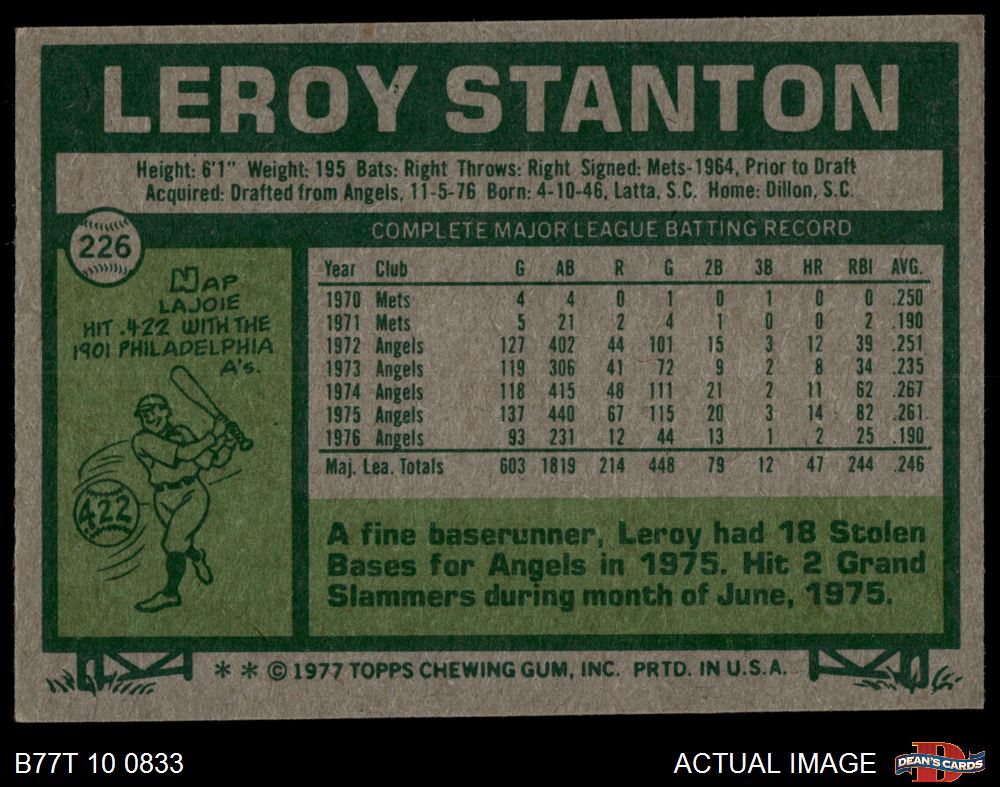 LEROY STANTON
Height: 6'1" Weight: 195 Bats: Right Throws: Right Signed: Mets-1964, Prior to Draft
Acquired: Drafted from Angels, 11-5-76 Born: 4-10-46, Latta, S.C. Home: Dillon, S.C.
226
NAP
LAJOIE
HIT .422 WITH THE
1901 PHILADELPHIA
A's.
422
COMPLETE MAJOR LEAGUE BATTING RECORD
Year Club G AB R G 2B 3B HR RBI AVG.
1970 Mets 4 4 0 1 0 1 0 0 .250
1971 Mets 5 21 2 4 1 0 0 2 .190
1972 Angels 127 402 44 101 15 3 12 39 .251
1973 Angels 119 306 41 72 9 2 8 34 .235
1974 Angels 118 415 48 111 21 2 11 62 .267
1975 Angels 137 440 67 115 20 3 14 82 .261
1976 Angels 93 231 12 44 13 1 2 25 .190
Maj. Lea. Totals 603 1819 214 448 79 12 47 244 .246
A fine baserunner, Leroy had 18 Stolen
Bases for Angels in 1975. Hit 2 Grand
Slammers during month of June, 1975.
* * © 1977 TOPPS CHEWING GUM, INC. PRTD. IN U.S.A.
B77T 10 0833
ACTUAL IMAGE
D
DEAN'S CARDS